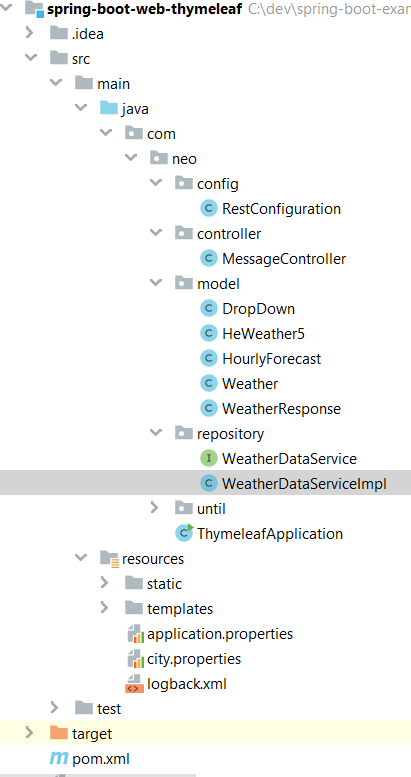 spring-boot-web-thymeleaf C:\dev\spring-boot-exa
.idea
src
main
java
com
neo
config
C RestConfiguration
controller
C MessageController
model
C DropDown
C HeWeather5
C HourlyForecast
C Weather
C WeatherResponse
repository
I WeatherDataService
C WeatherDataServiceImpl
until
C ThymeleafApplication
resources
static
templates
application.properties
city.properties
logback.xml
test
target
m pom.xml